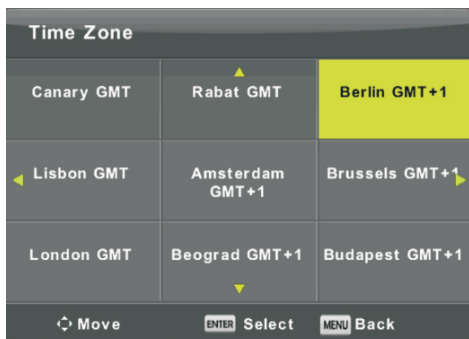 Time Zone
Canary GMT
Rabat GMT
Berlin GMT+1
Lisbon GMT
Amsterdam
GMT+1
Brussels GMT+1
London GMT
Beograd GMT+1
Budapest GMT+1
Move
ENTER Select
MENU Back